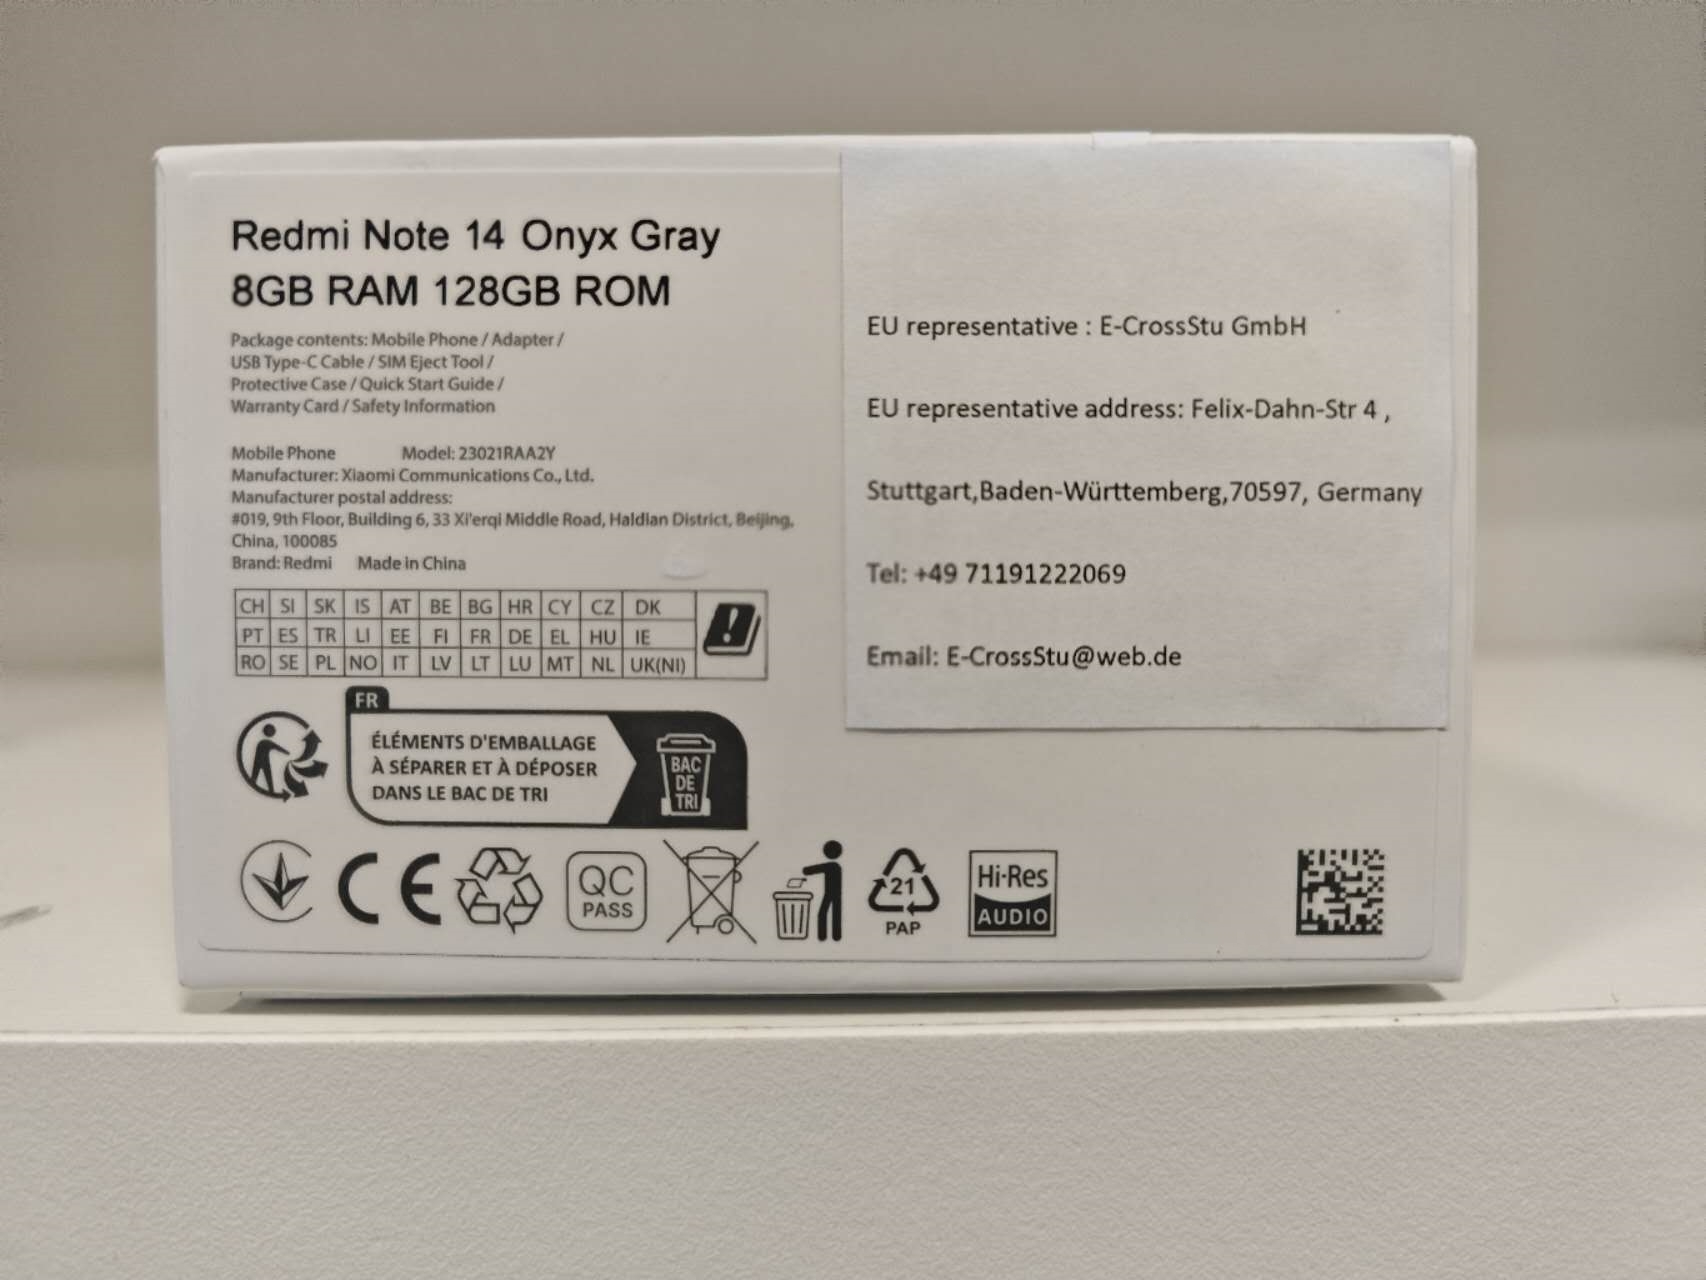 Redmi Note 14 Onyx Gray
8GB RAM 128GB ROM
Package contents: Mobile Phone / Adapter /
USB Type-C Cable / SIM Eject Tool /
Protective Case / Quick Start Guide /
Warranty Card / Safety Information
Mobile Phone Model: 23021RAA2Y
Manufacturer: Xiaomi Communications Co., Ltd.
Manufacturer postal address:
#019, 9th Floor, Building 6, 33 Xi'erqi Middle Road, Haldian District, Beijing,
China, 100085
Brand: Redmi Made in China
CH SI SK IS AT BE BG HR CY CZ DK
PT ES TR LI EE FI FR DE EL HU IE
RO SE PL NO IT LV LT LU MT NL UK(NI)
FR
ÉLÉMENTS D'EMBALLAGE
À SÉPARER ET À DÉPOSER
DANS LE BAC DE TRI
BAC
DE
TRI
CE
QC
PASS
21
PAP
Hi-Res
AUDIO
EU representative : E-CrossStu GmbH
EU representative address: Felix-Dahn-Str 4 ,
Stuttgart,Baden-Württemberg,70597, Germany
Tel: +49 71191222069
Email: E-CrossStu@web.de